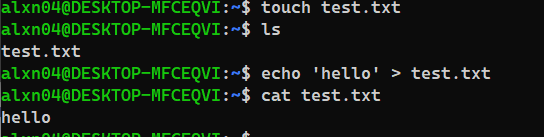 alxn04@DESKTOP-MFCEQVI:~$ touch test.txt
alxn04@DESKTOP-MFCEQVI:~$ ls
test.txt
alxn04@DESKTOP-MFCEQVI:~$ echo 'hello' > test.txt
alxn04@DESKTOP-MFCEQVI:~$ cat test.txt
hello